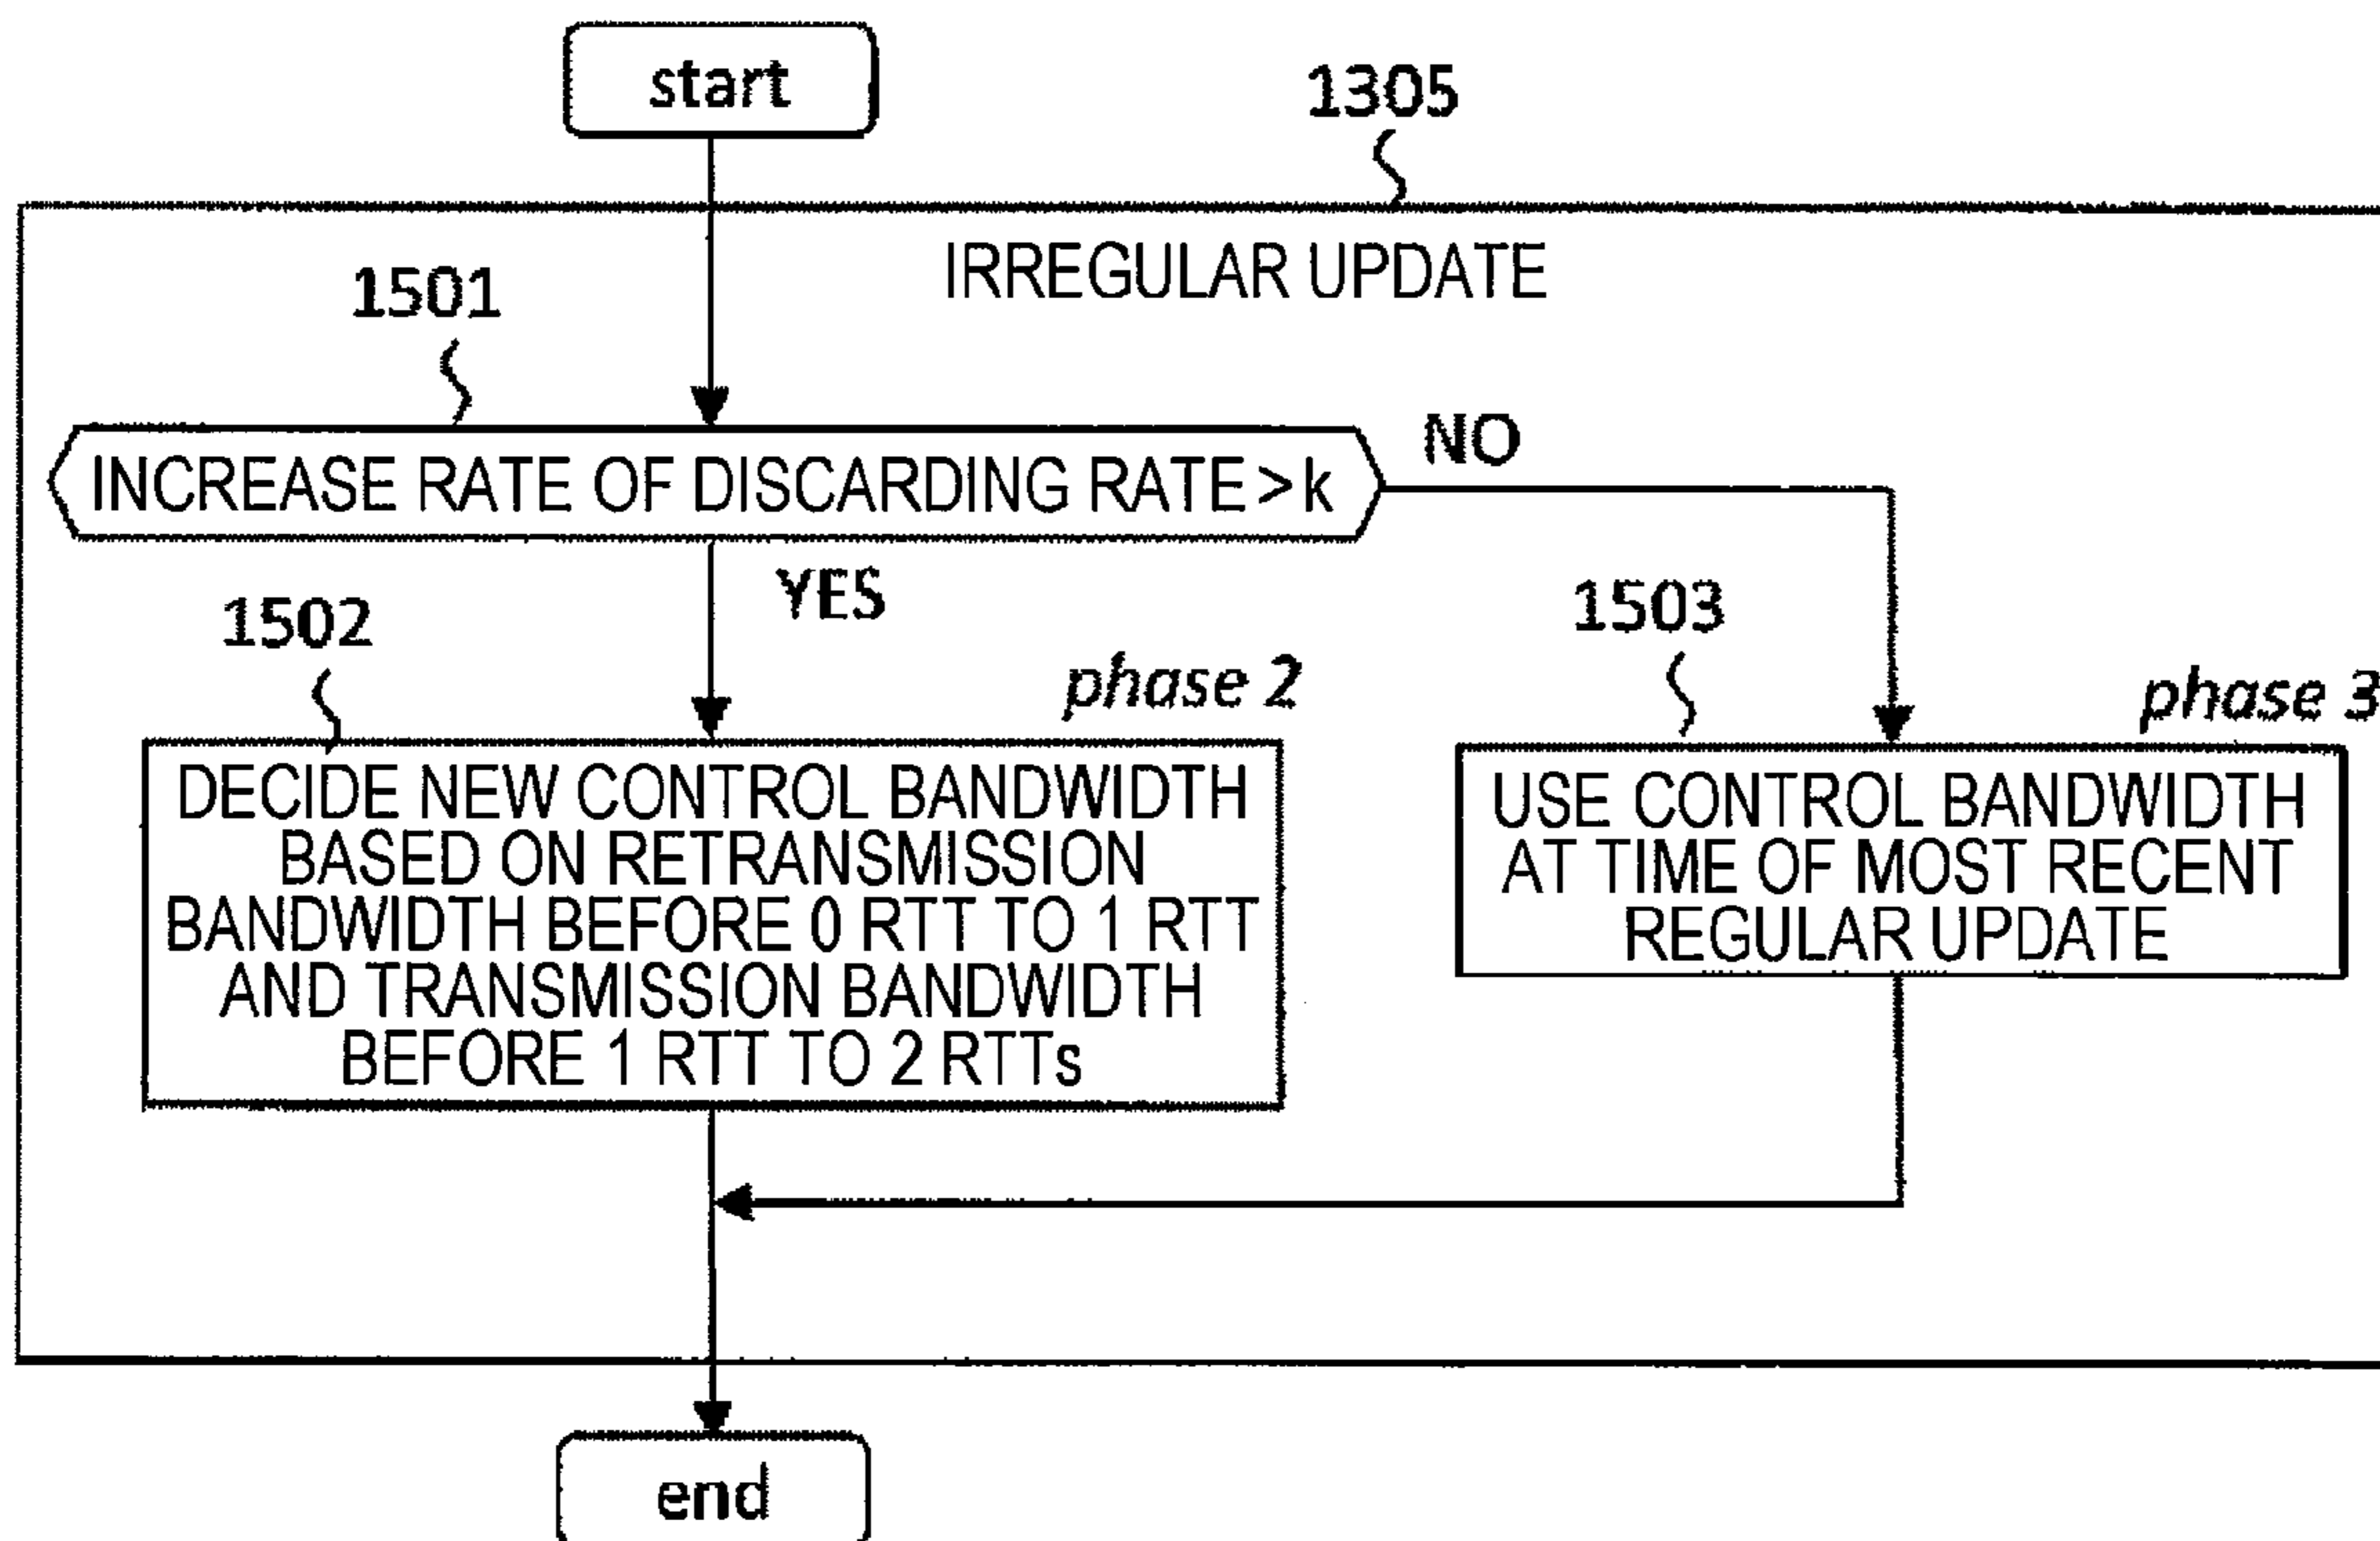 start
1305
IRREGULAR UPDATE
1501
INCREASE RATE OF DISCARDING RATE > k
NO
YES
1502
phase 2
DECIDE NEW CONTROL BANDWIDTH
BASED ON RETRANSMISSION
BANDWIDTH BEFORE 0 RTT TO 1 RTT
AND TRANSMISSION BANDWIDTH
BEFORE 1 RTT TO 2 RTTs
1503
phase 3
USE CONTROL BANDWIDTH
AT TIME OF MOST RECENT
REGULAR UPDATE
end